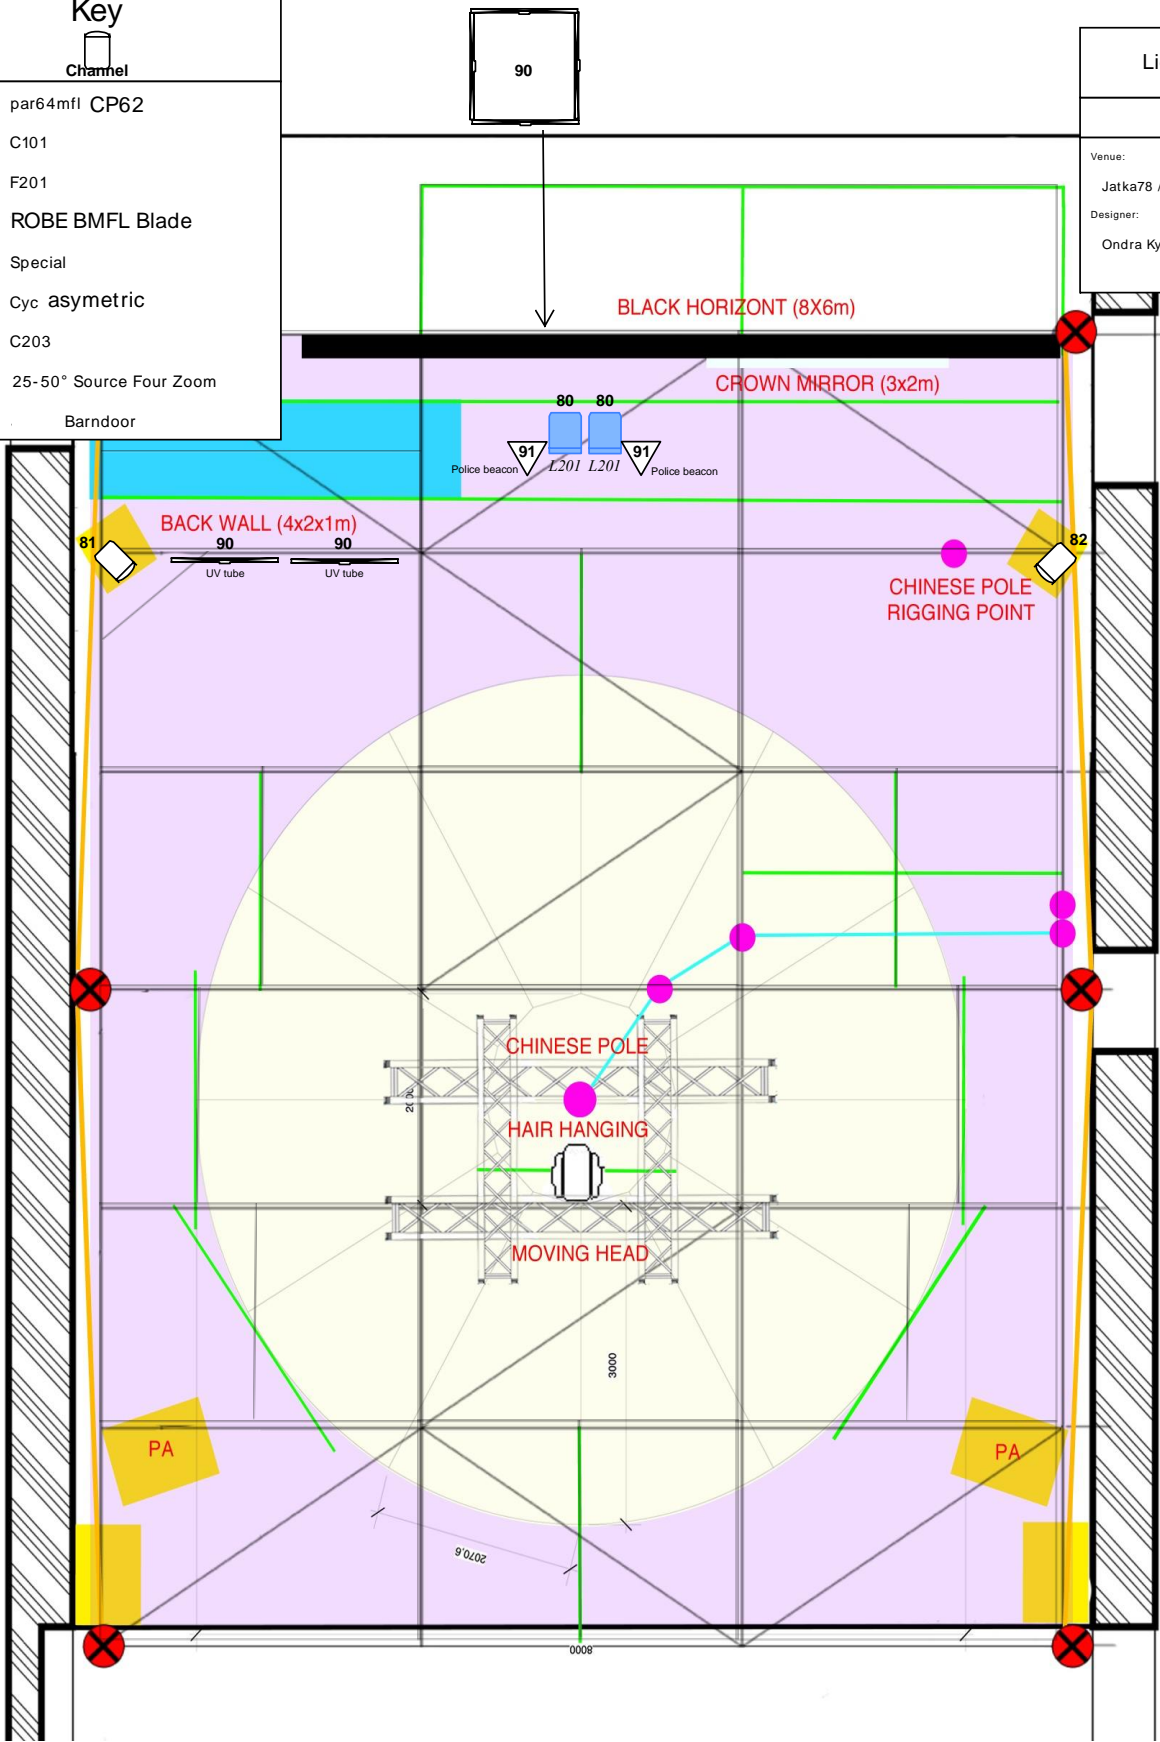 Key
Channel
par64mfl CP62
C101
F201
ROBE BMFL Blade
Special
Cyc asymetric
C203
25-50° Source Four Zoom
Barndoor
90
Li
Venue:
Jatka78 /
Designer:
Ondra Ky
BLACK HORIZONT (8X6m)
CROWN MIRROR (3x2m)
80 80
91 91
Police beacon L201 L201 Police beacon
BACK WALL (4x2x1m)
81
90 90
UV tube UV tube
82
CHINESE POLE
RIGGING POINT
CHINESE POLE
HAIR HANGING
MOVING HEAD
3000
PA
PA
2070.6
8000